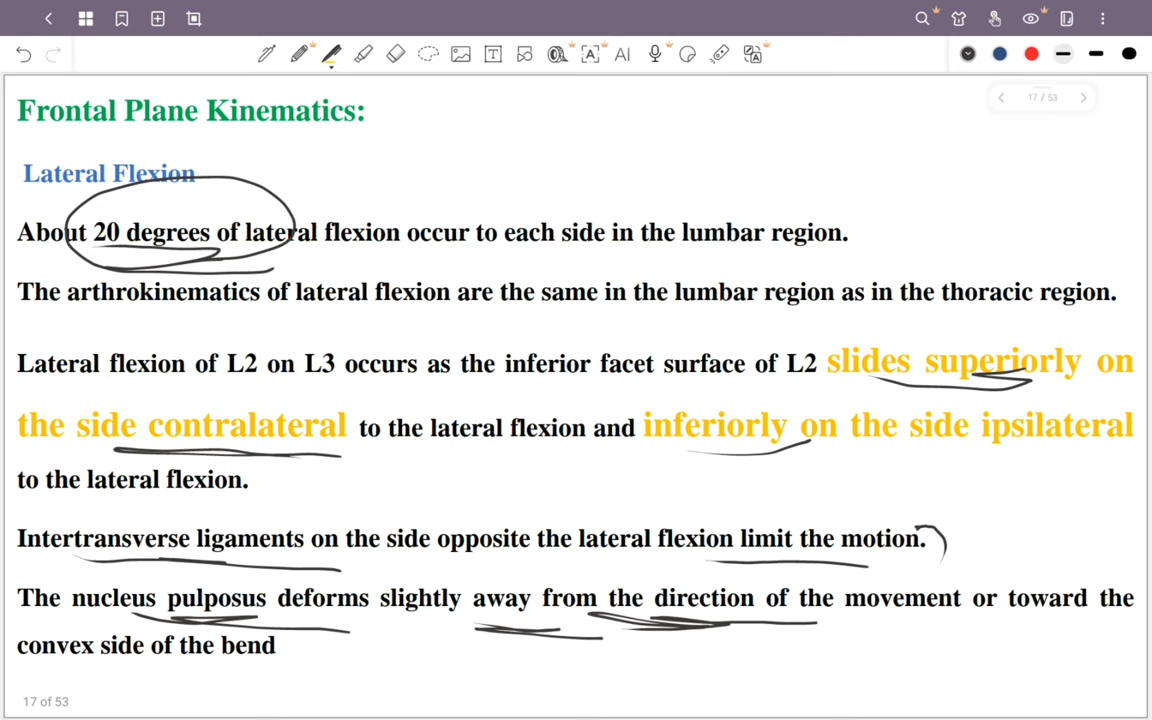 17 / 53
Frontal Plane Kinematics:
Lateral Flexion
About 20 degrees of lateral flexion occur to each side in the lumbar region.
The arthrokinematics of lateral flexion are the same in the lumbar region as in the thoracic region.
Lateral flexion of L2 on L3 occurs as the inferior facet surface of L2 slides superiorly on
the side contralateral to the lateral flexion and inferiorly on the side ipsilateral
to the lateral flexion.
Intertransverse ligaments on the side opposite the lateral flexion limit the motion.
The nucleus pulposus deforms slightly away from the direction of the movement or toward the
convex side of the bend
17 of 53